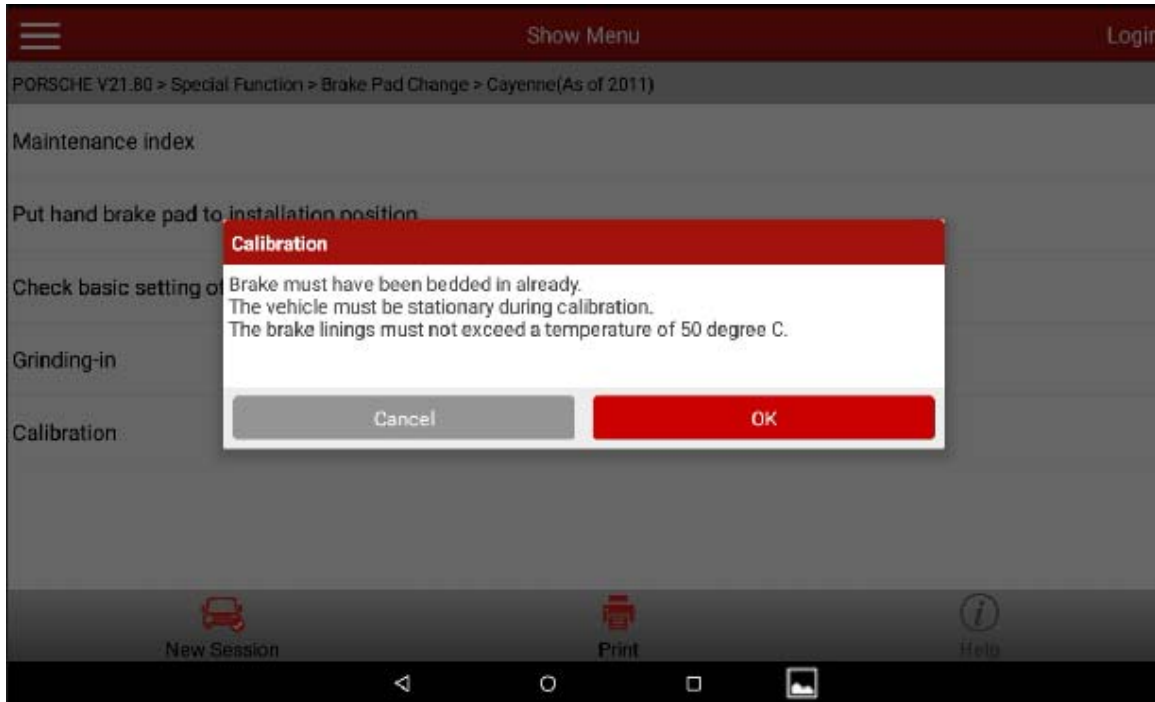 Show Menu
Login
PORSCHE V21.80 > Special Function > Brake Pad Change > Cayenne(As of 2011)
Maintenance index
Put hand brake pad to installation position
Calibration
Brake must have been bedded in already.
Check basic setting of
The vehicle must be stationary during calibration.
The brake linings must not exceed a temperature of 50 degree C.
Grinding-in
Cancel
OK
Calibration
New Session
Print
Help